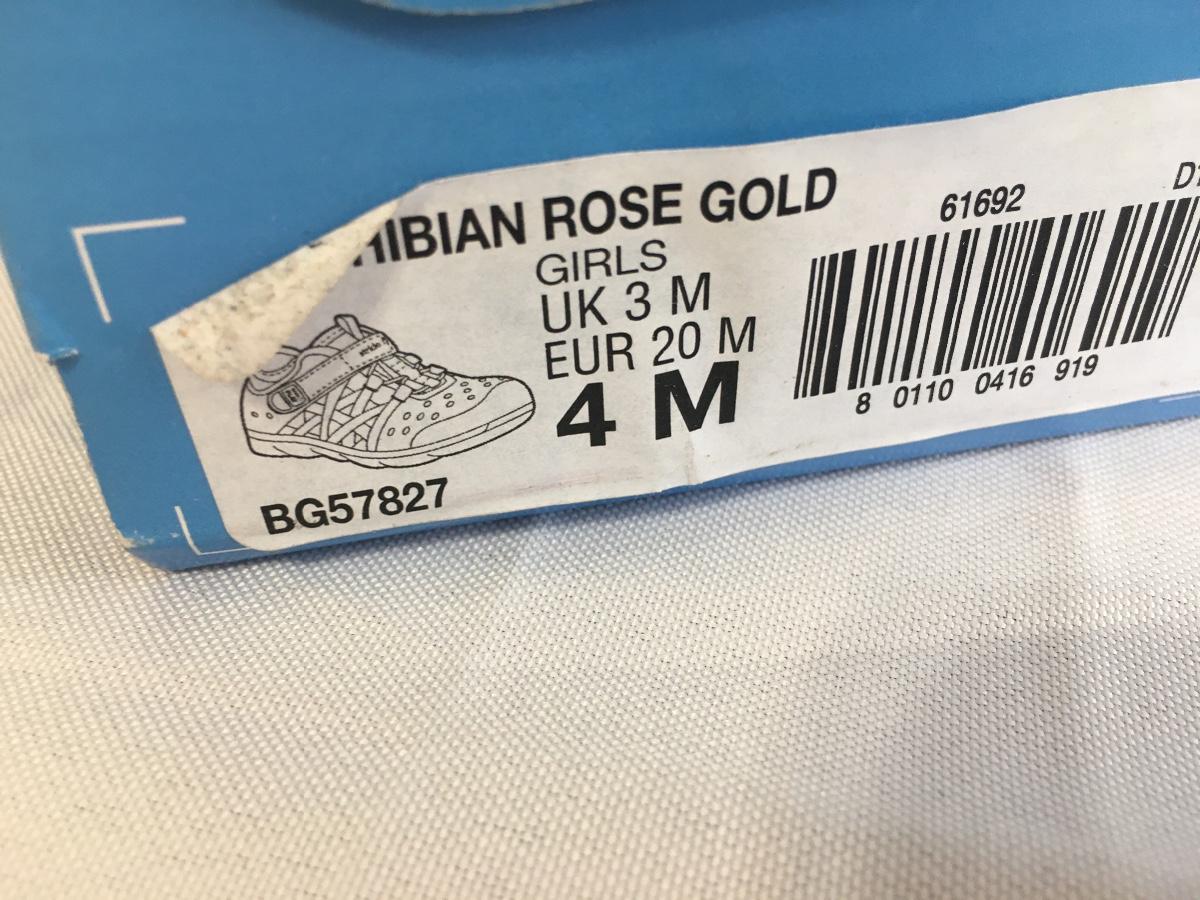 HIBIAN ROSE GOLD
GIRLS
UK 3 M
EUR 20 M
4 M
BG57827
61692
8 0110 0416 919